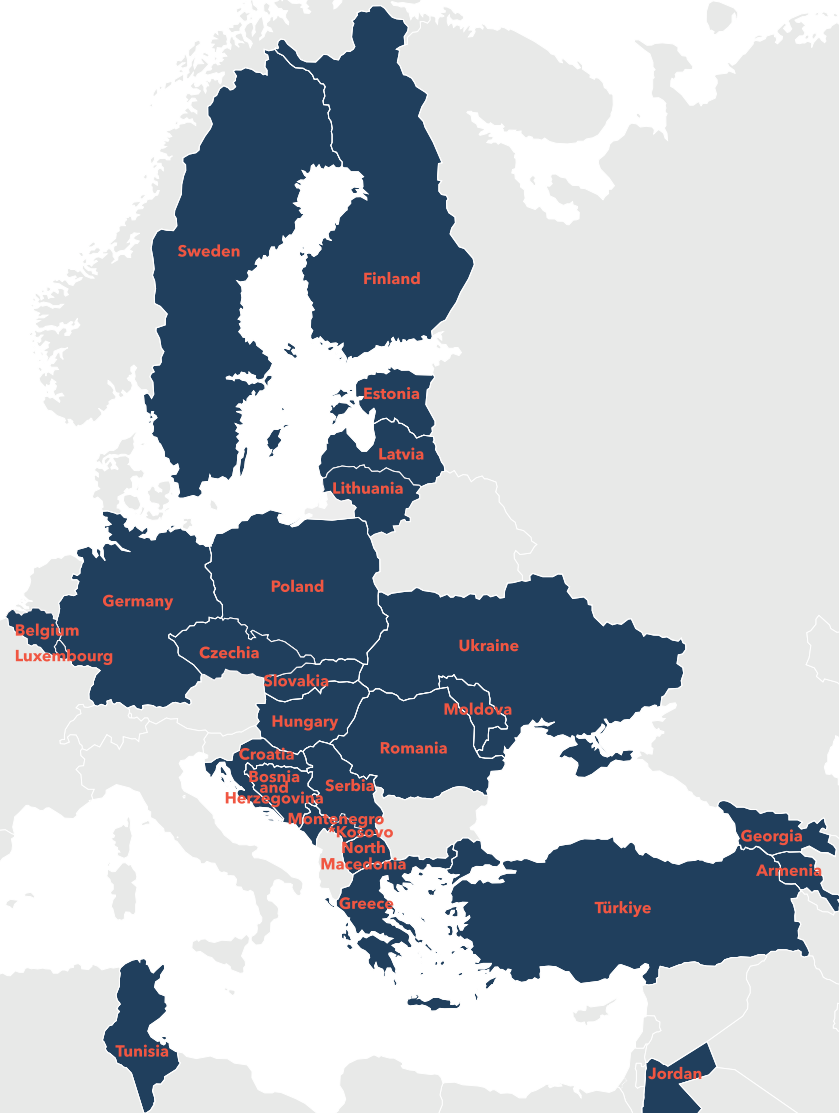 Sweden
Finland
Estonia
Latvia
Lithuania
Poland
Germany
Belgium
Ukraine
Czechia
Luxembourg
Slovakia
Moldova
Hungary
Romania
Croatia
Bosnia
and
Herzegovina
Serbia
Montenegro
Kosovo
North
Macedonia
Georgia
Armenia
Greece
Türkiye
Tunisia
Jordan